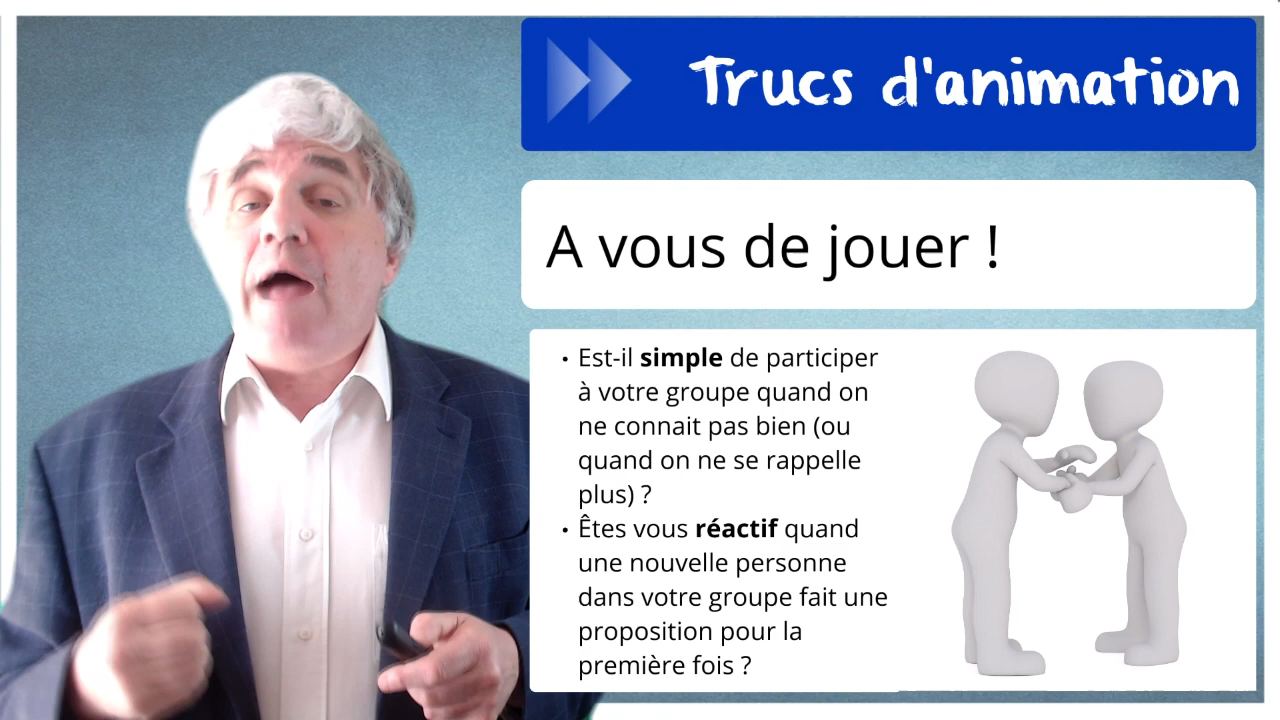 Trucs d'animation
A vous de jouer !
• Est-il simple de participer
à votre groupe quand on
ne connait pas bien (ou
quand on ne se rappelle
plus) ?
• Êtes vous réactif quand
une nouvelle personne
dans votre groupe fait une
proposition pour la
première fois ?